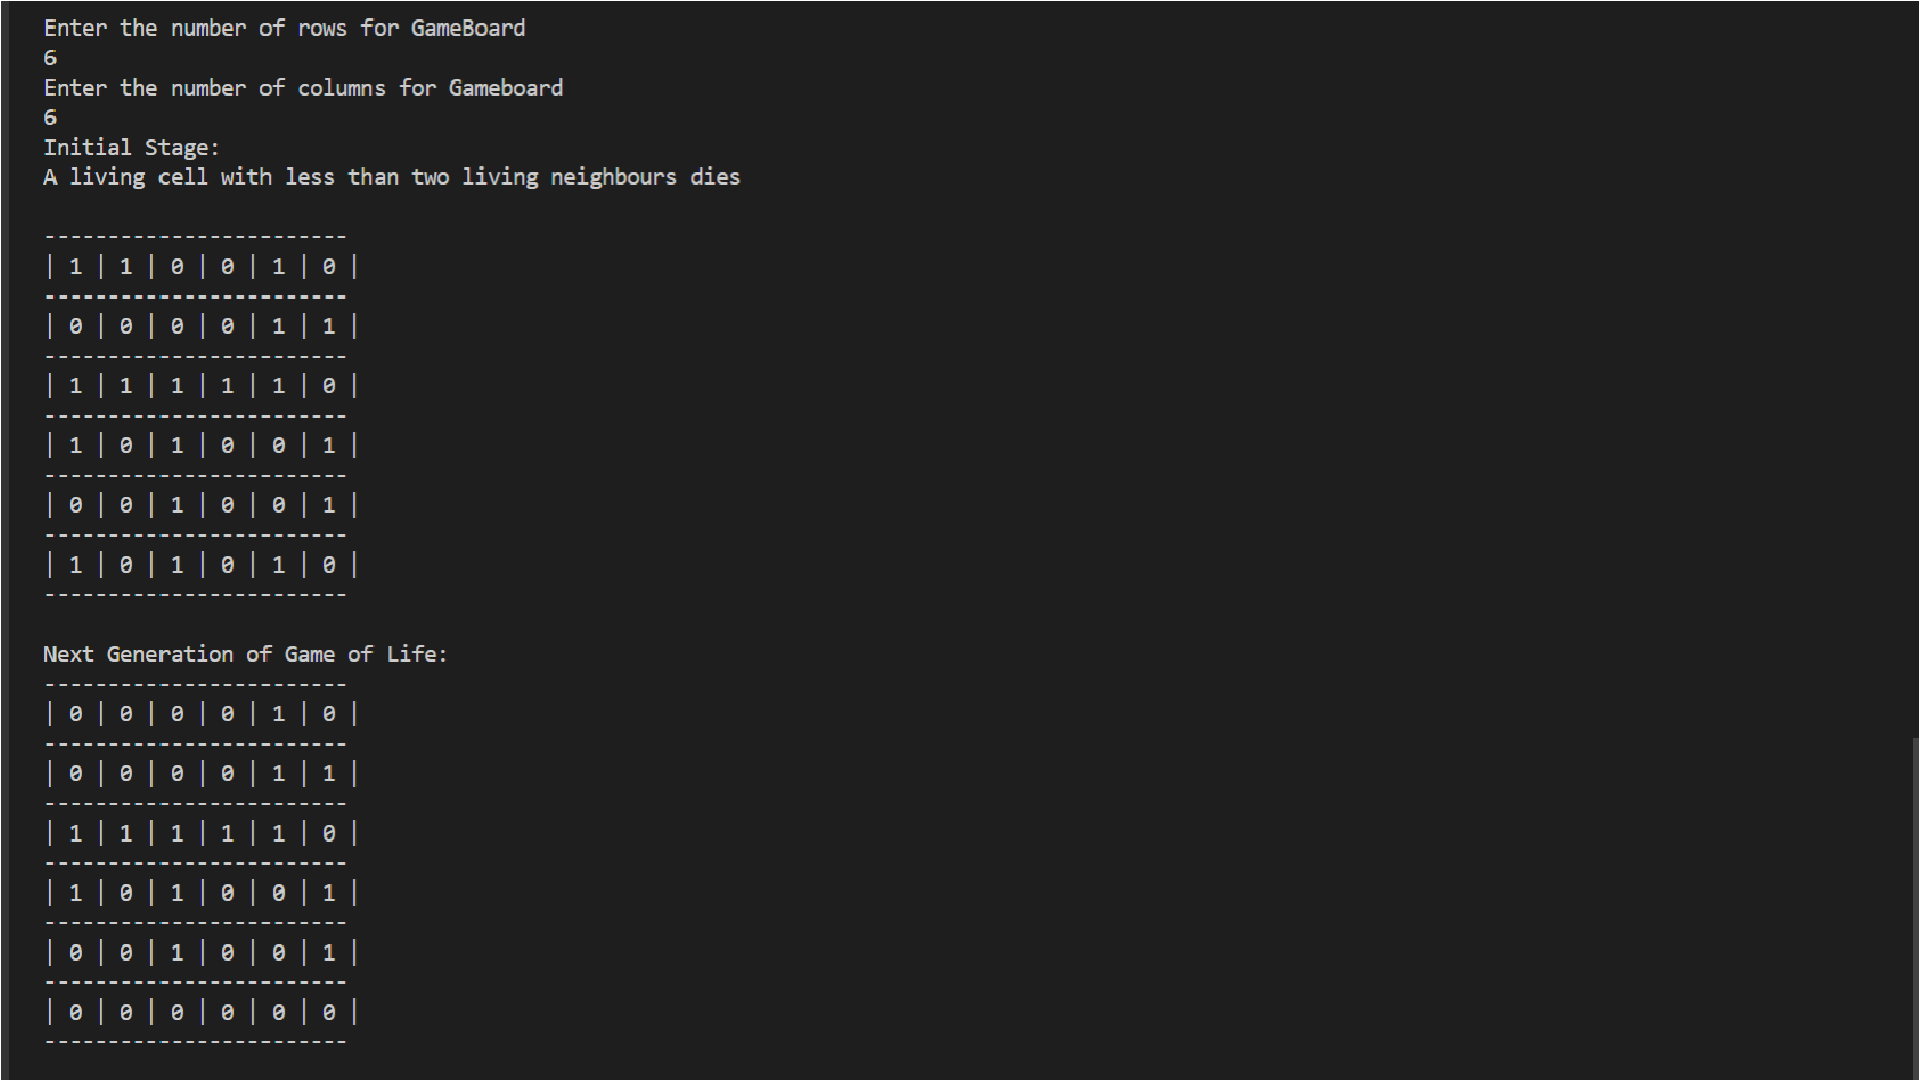 Enter the number of rows for GameBoard
6
Enter the number of columns for Gameboard
6
Initial Stage:
A living cell with less than two living neighbours dies
------------------------
| 1 | 1 | 0 | 0 | 1 | 0 |
------------------------
| 0 | 0 | 0 | 0 | 1 | 1 |
------------------------
| 1 | 1 | 1 | 1 | 1 | 0 |
------------------------
| 1 | 0 | 1 | 0 | 0 | 1 |
------------------------
| 0 | 0 | 1 | 0 | 0 | 1 |
------------------------
| 1 | 0 | 1 | 0 | 1 | 0 |
------------------------
Next Generation of Game of Life:
------------------------
| 0 | 0 | 0 | 0 | 1 | 0 |
------------------------
| 0 | 0 | 0 | 0 | 1 | 1 |
------------------------
| 1 | 1 | 1 | 1 | 1 | 0 |
------------------------
| 1 | 0 | 1 | 0 | 0 | 1 |
------------------------
| 0 | 0 | 1 | 0 | 0 | 1 |
------------------------
| 0 | 0 | 0 | 0 | 0 | 0 |
------------------------